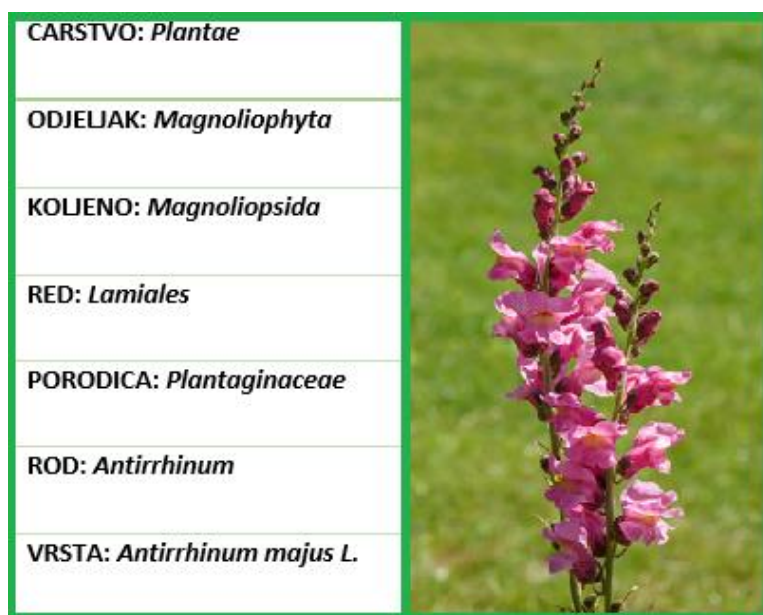 CARSTVO: Plantae
ODJELJAK: Magnoliophyta
KOLJENO: Magnoliopsida
RED: Lamiales
PORODICA: Plantaginaceae
ROD: Antirrhinum
VRSTA: Antirrhinum majus L.